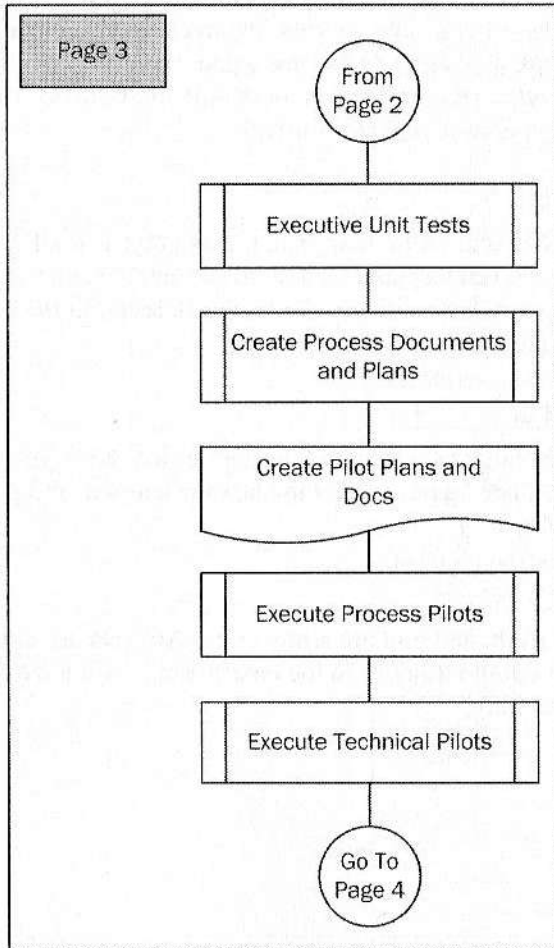 Page 3
From
Page 2
Executive Unit Tests
Create Process Documents
and Plans
Create Pilot Plans and
Docs
Execute Process Pilots
Execute Technical Pilots
Go To
Page 4